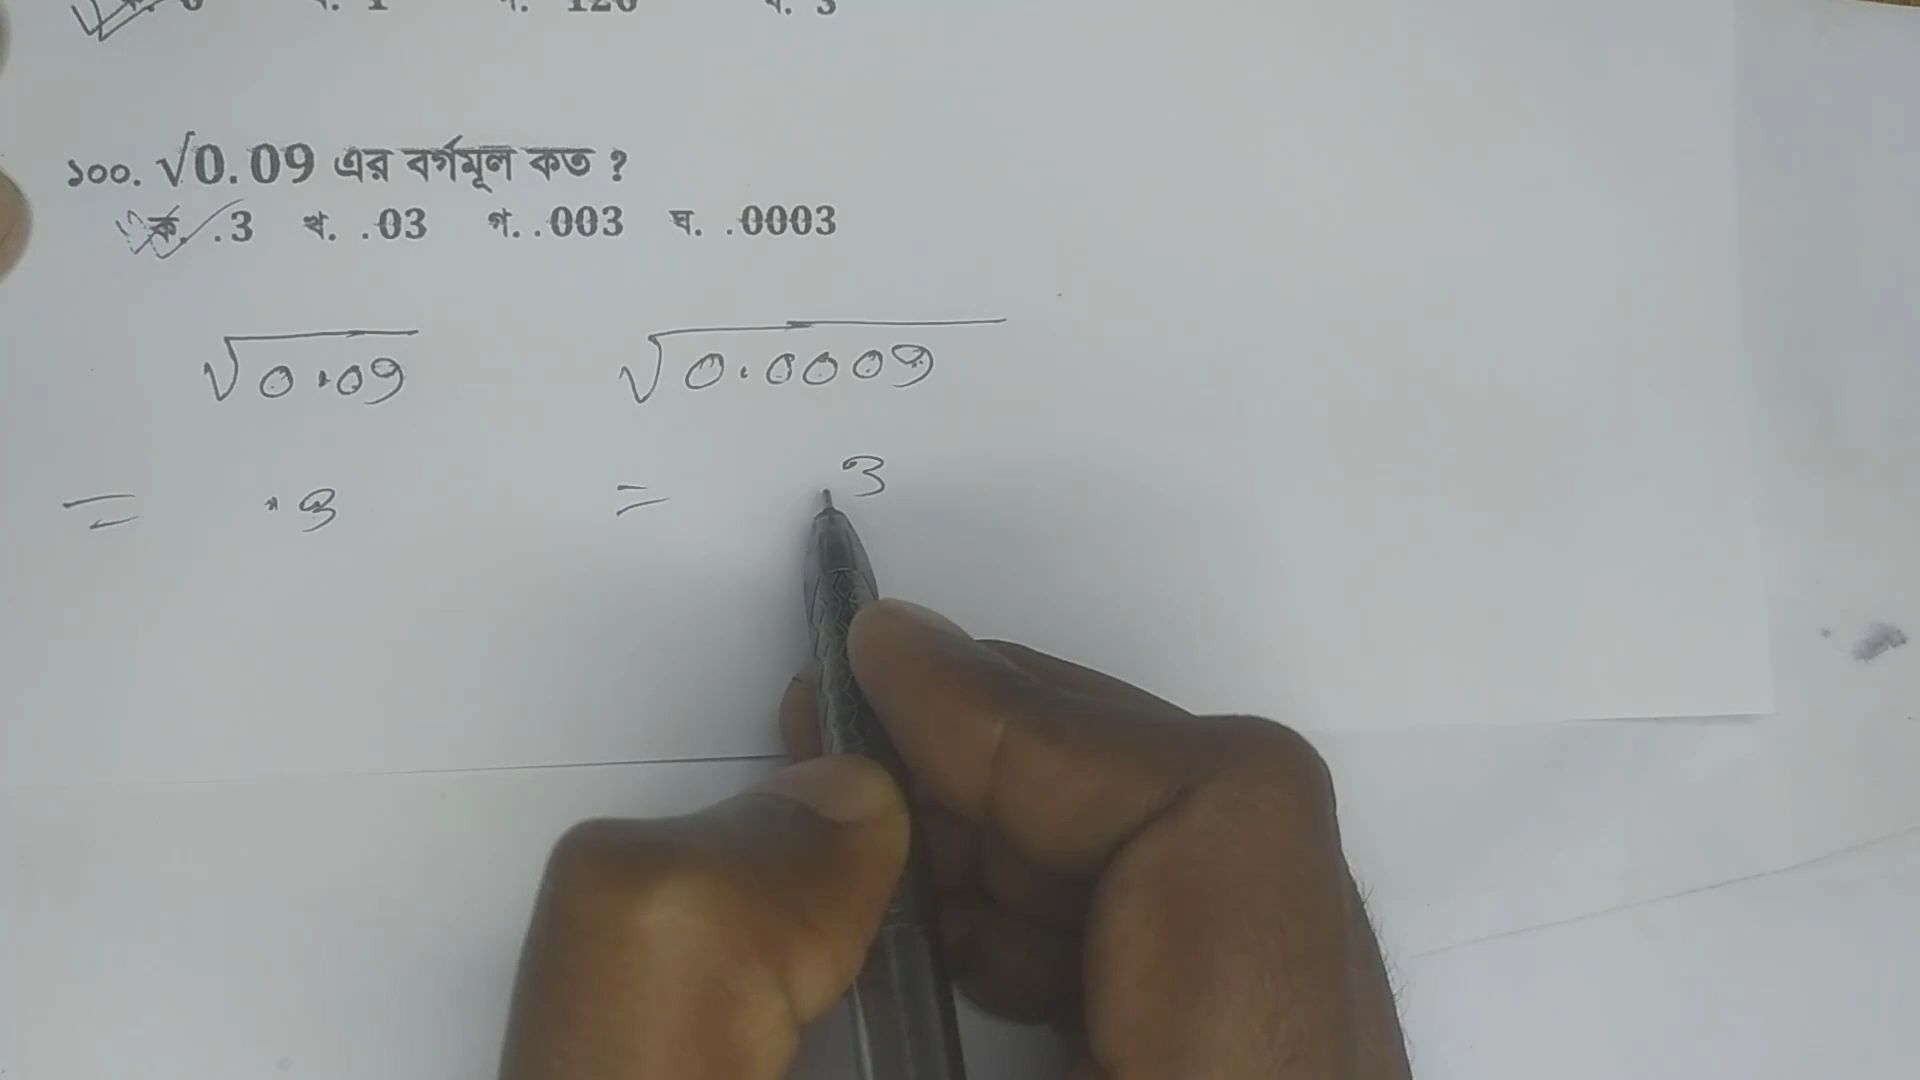 ১০০. √0.09 এর বর্গমূল কত ?
ক. .3 খ. .03 গ. .003 ঘ. .0003
√0.09 √0.0009
= .3 = 3